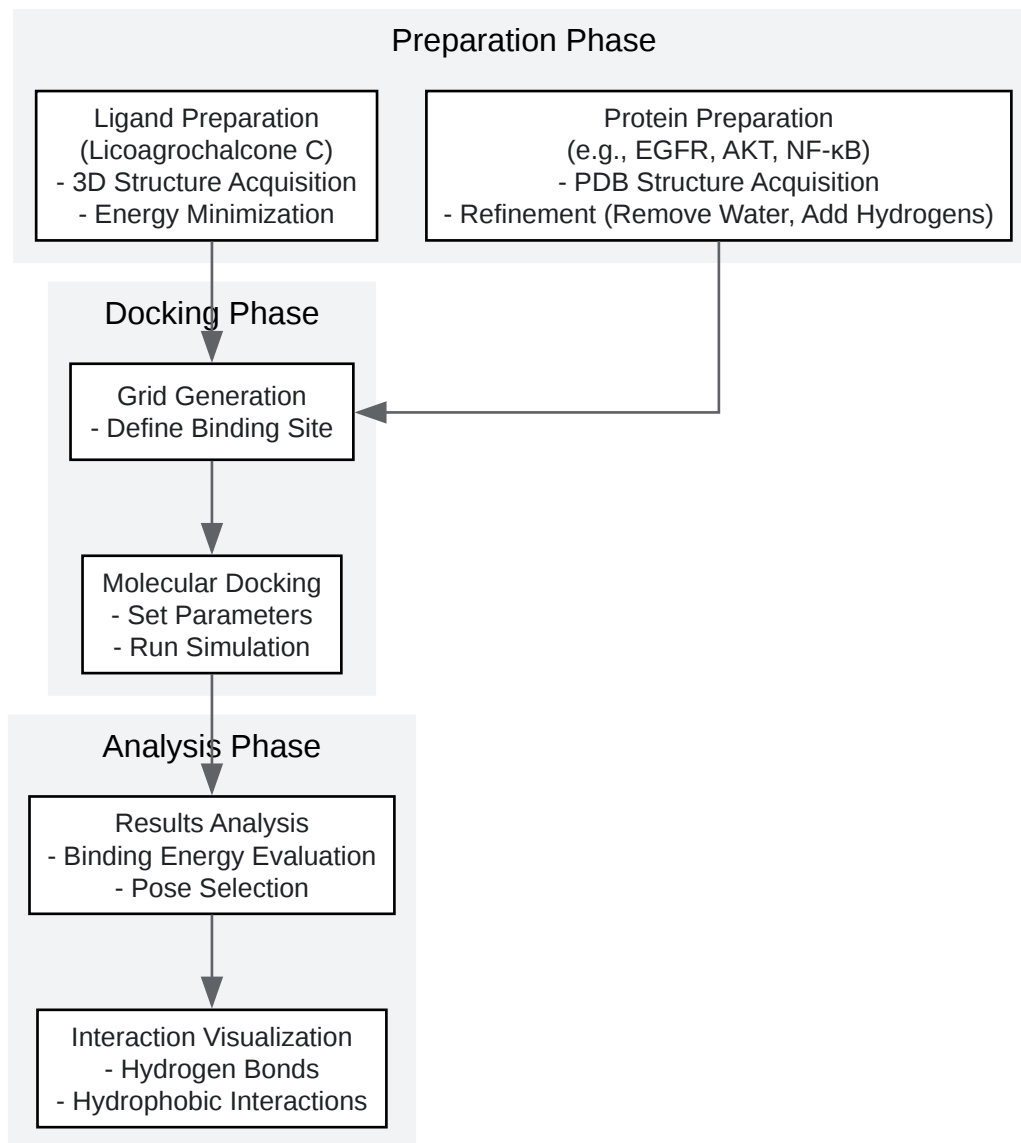 Preparation Phase
Ligand Preparation
(Licoagrochalcone C)
- 3D Structure Acquisition
- Energy Minimization
Protein Preparation
(e.g., EGFR, AKT, NF-κB)
- PDB Structure Acquisition
- Refinement (Remove Water, Add Hydrogens)
Docking Phase
Grid Generation
- Define Binding Site
Molecular Docking
- Set Parameters
- Run Simulation
Analysis Phase
Results Analysis
- Binding Energy Evaluation
- Pose Selection
Interaction Visualization
- Hydrogen Bonds
- Hydrophobic Interactions